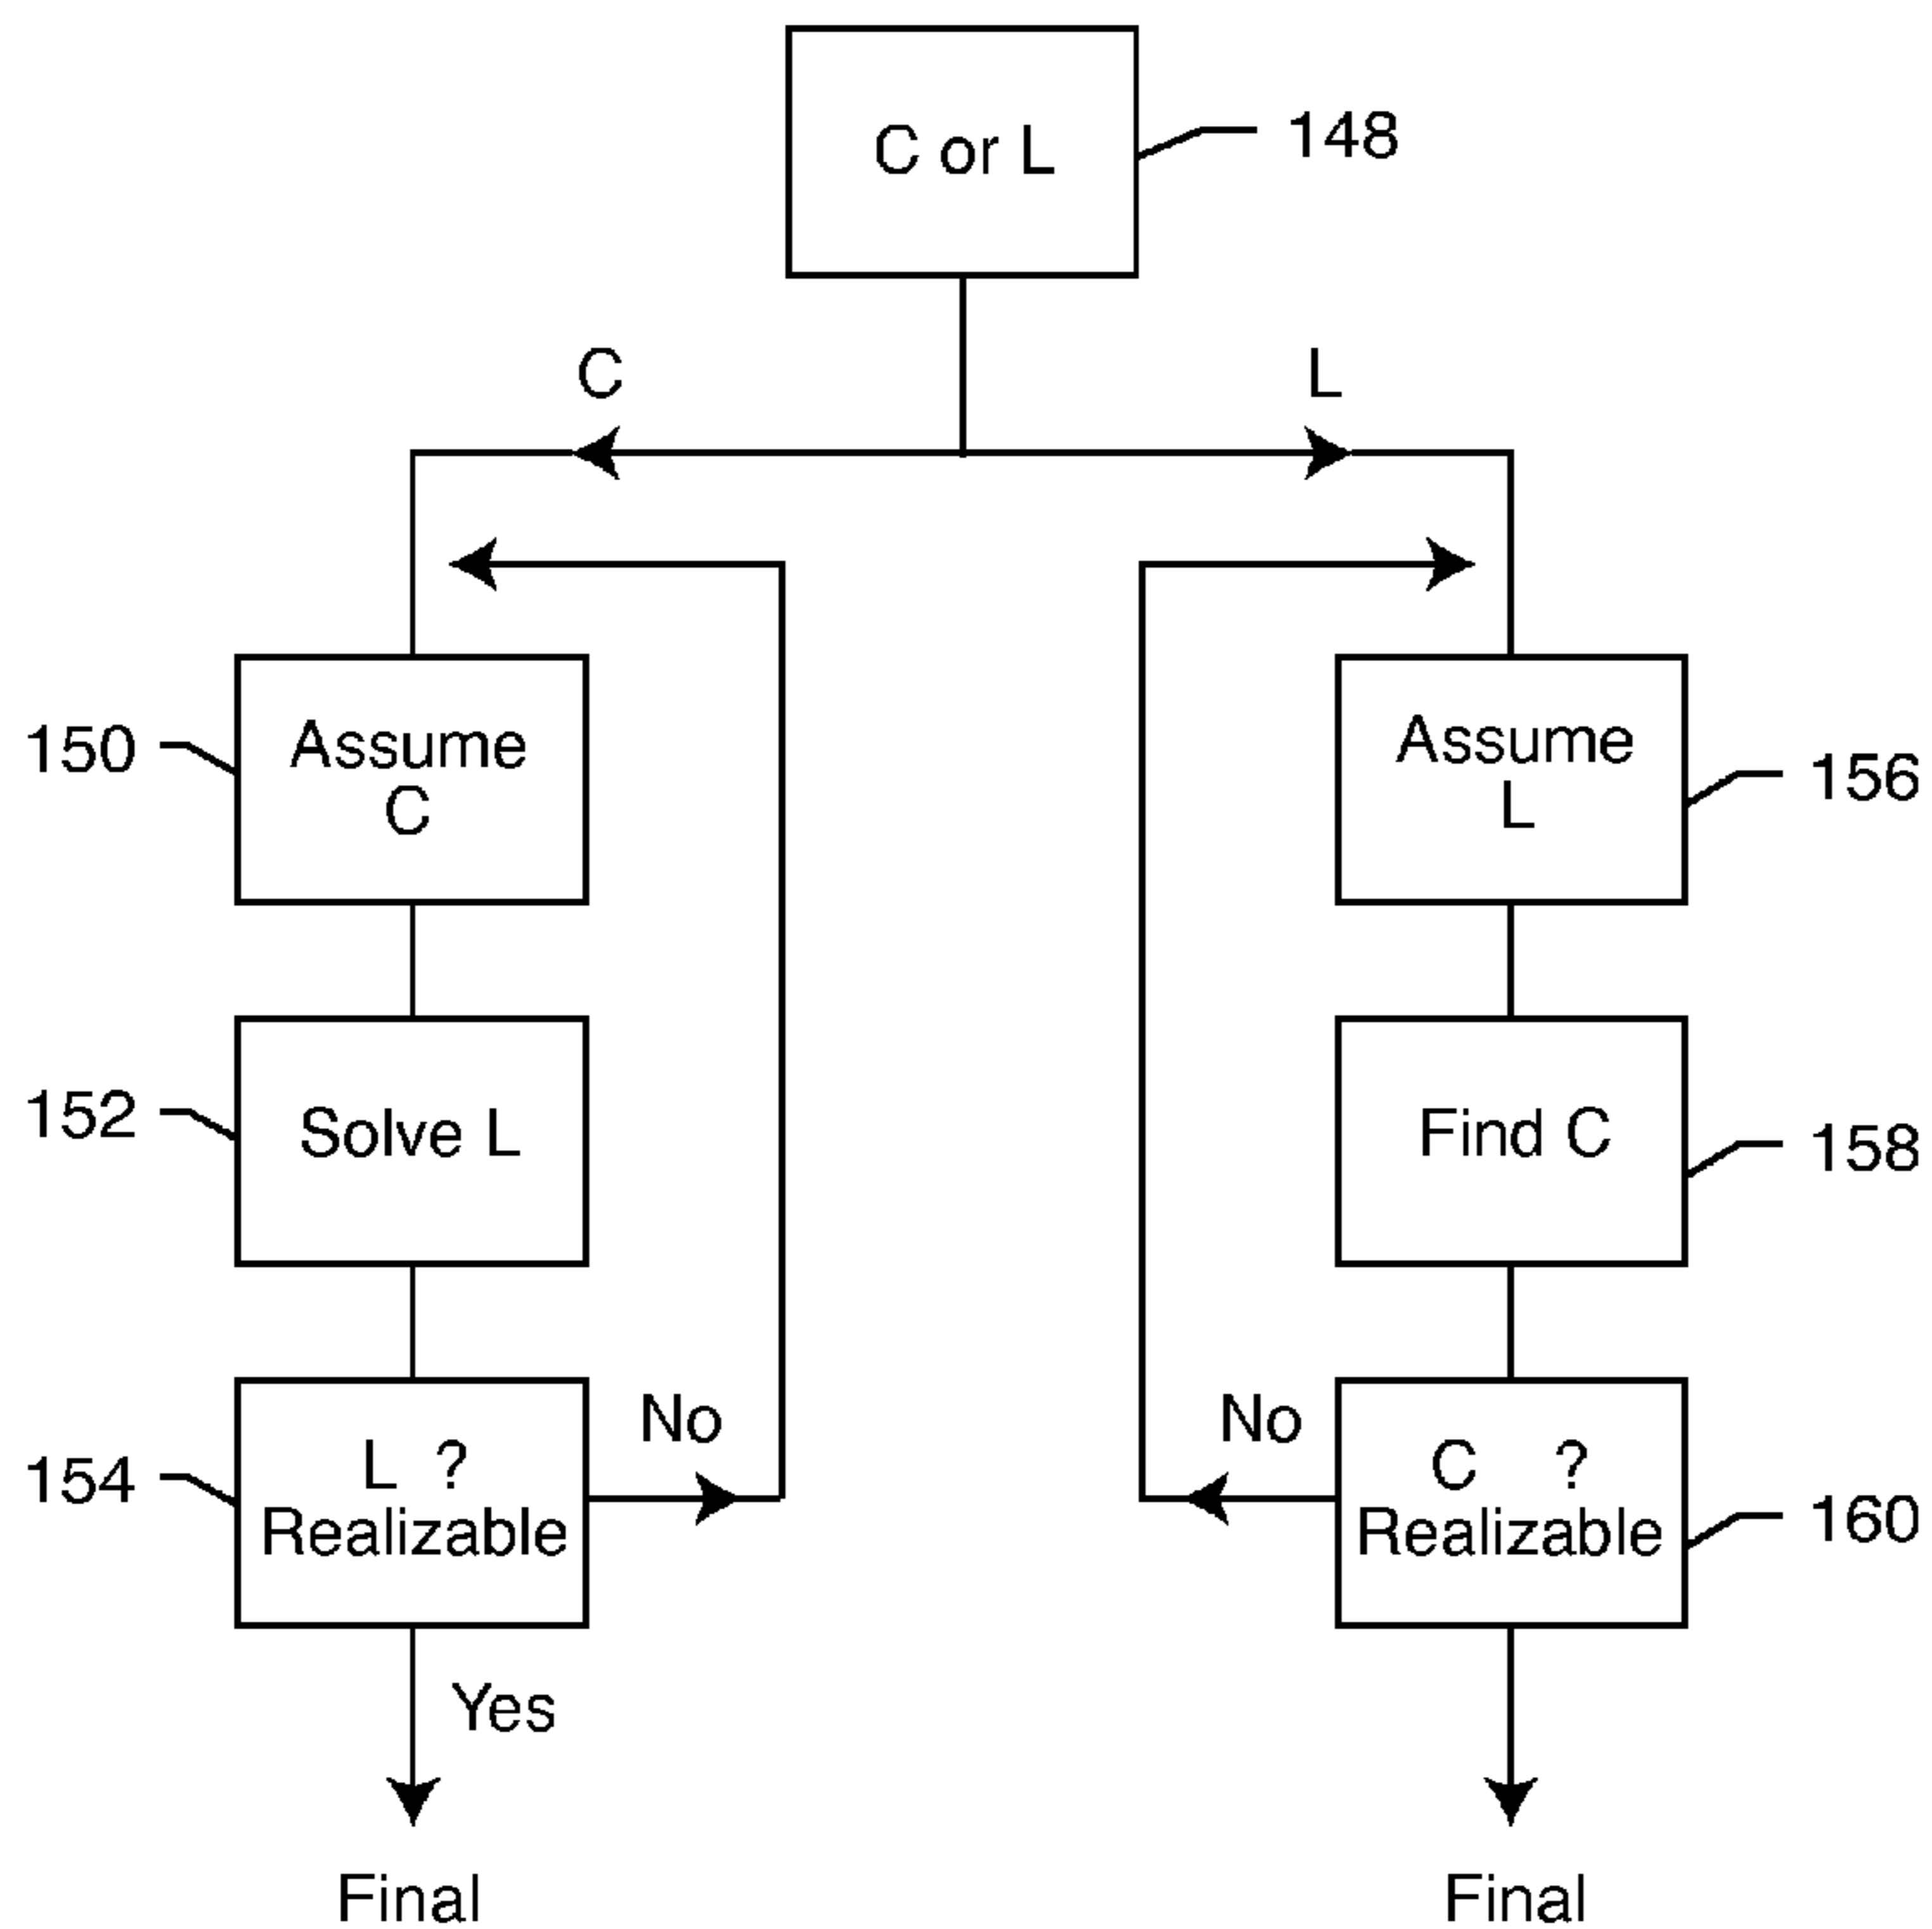 C or L
148
C
L
150
Assume
C
Assume
L
156
152
Solve L
Find C
158
No
No
154
L ?
Realizable
C ?
Realizable
160
Yes
Final
Final